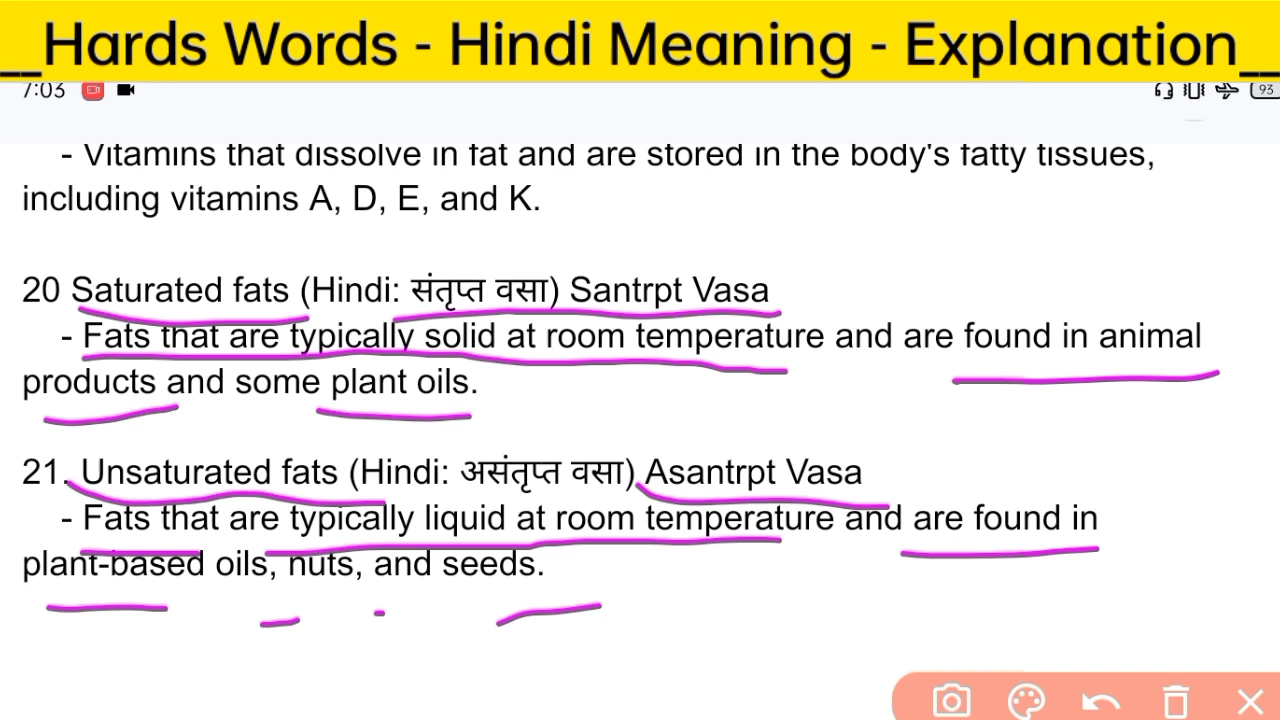 __Hards Words - Hindi Meaning - Explanation__
7:03 93
- Vitamins that dissolve in fat and are stored in the body's fatty tissues,
including vitamins A, D, E, and K.
20 Saturated fats (Hindi: संतृप्त वसा) Santrpt Vasa
- Fats that are typically solid at room temperature and are found in animal
products and some plant oils.
21. Unsaturated fats (Hindi: असंतृप्त वसा) Asantrpt Vasa
- Fats that are typically liquid at room temperature and are found in
plant-based oils, nuts, and seeds.